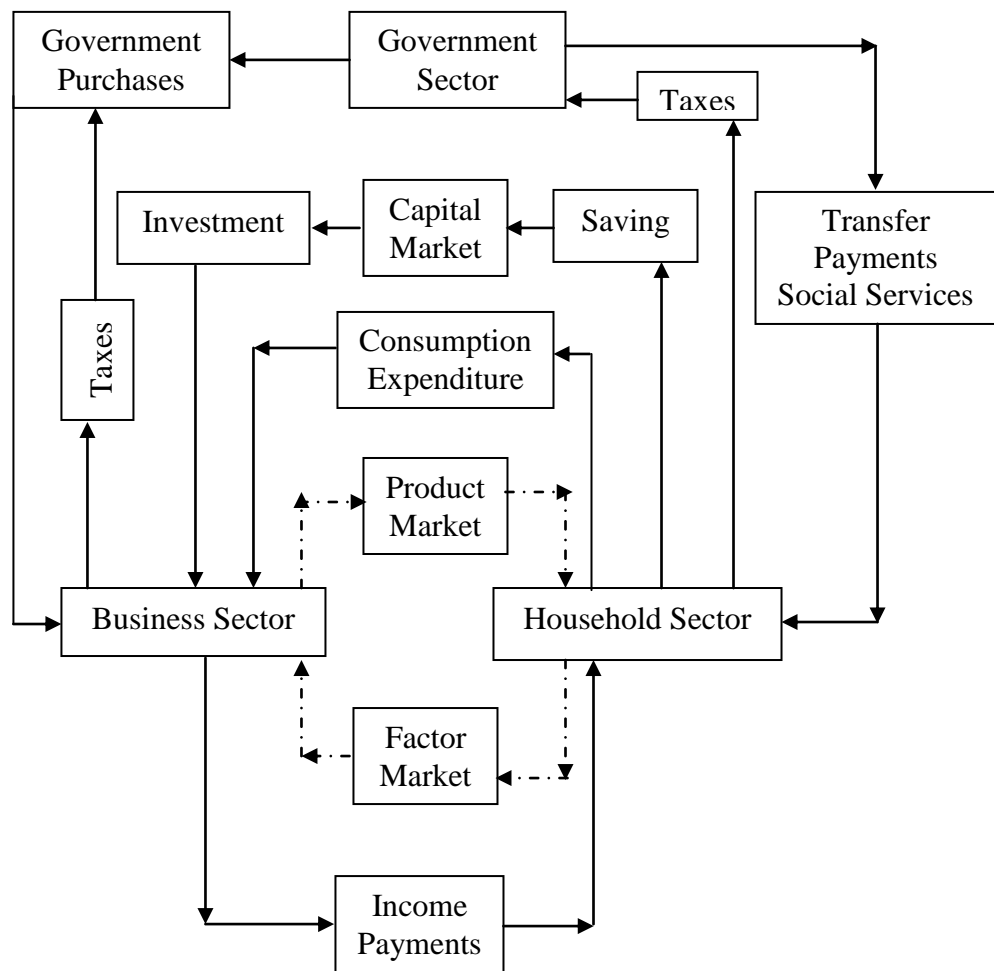 Government
Purchases
Government
Sector
Taxes
Investment
Capital
Market
Saving
Transfer
Payments
Social Services
Taxes
Consumption
Expenditure
Product
Market
Business Sector
Household Sector
Factor
Market
Income
Payments